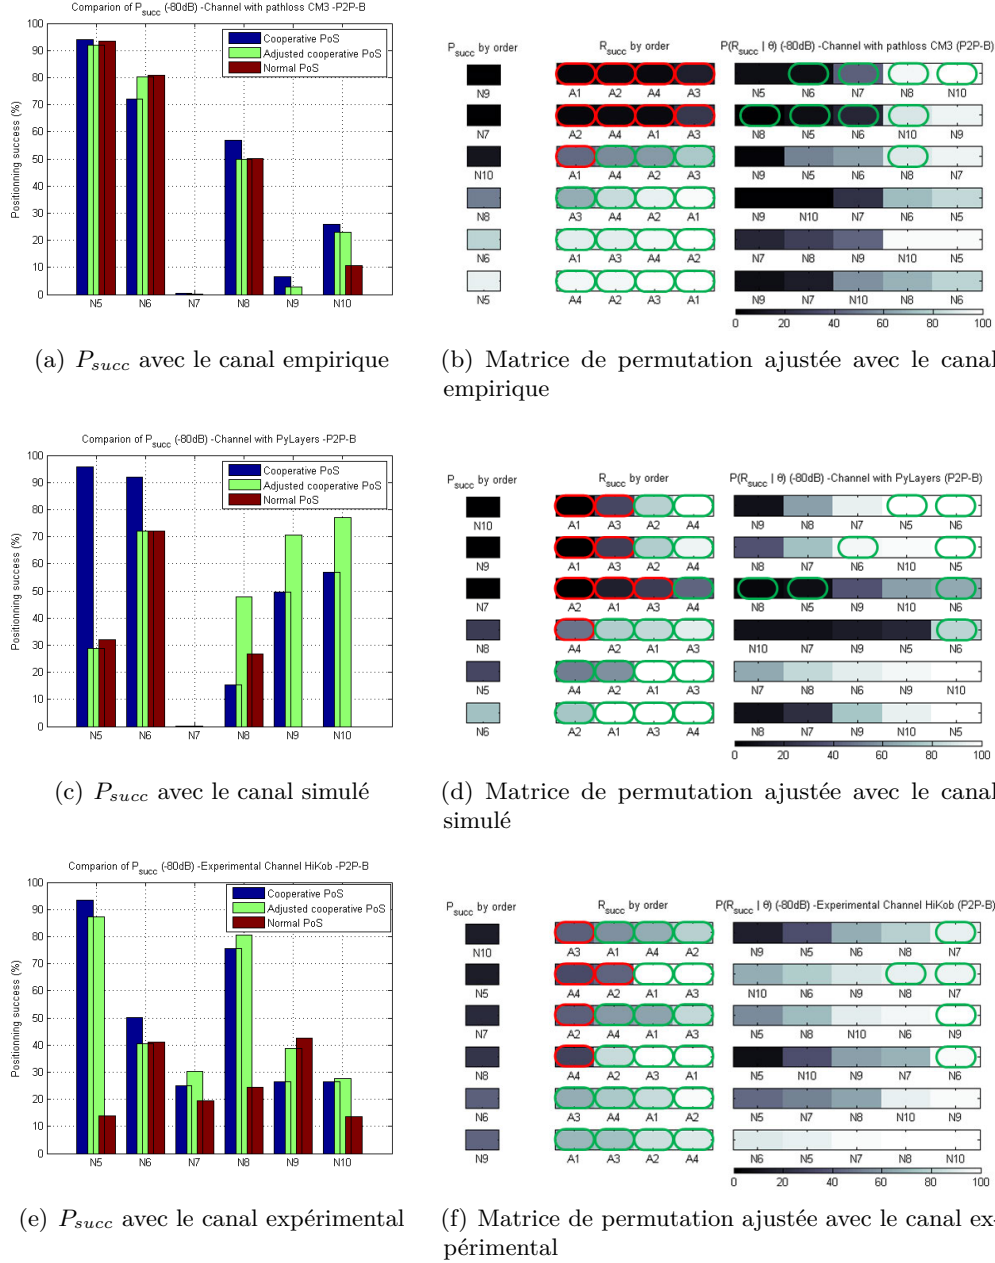 Comparion of P_succ (-80dB) -Channel with pathloss CM3 -P2P-B
Positionning success (%)
100
90
80
70
60
50
40
30
20
10
0
N5 N6 N7 N8 N9 N10
Cooperative PoS
Adjusted cooperative PoS
Normal PoS
P_succ by order
R_succ by order
P(R_succ | θ) (-80dB) -Channel with pathloss CM3 (P2P-B)
N9 A1 A2 A4 A3 N5 N6 N7 N8 N10
N7 A2 A4 A1 A3 N8 N5 N6 N10 N9
N10 A1 A4 A2 A3 N9 N5 N6 N8 N7
N8 A3 A4 A2 A1 N9 N10 N7 N6 N5
N6 A1 A3 A4 A2 N7 N8 N9 N10 N5
N5 A4 A2 A3 A1 N9 N7 N10 N8 N6
0 20 40 60 80 100
(a) P_succ avec le canal empirique
(b) Matrice de permutation ajustée avec le canal
empirique
Comparion of P_succ (-80dB) -Channel with PyLayers -P2P-B
Positionning success (%)
100
90
80
70
60
50
40
30
20
10
0
N5 N6 N7 N8 N9 N10
Cooperative PoS
Adjusted cooperative PoS
Normal PoS
P_succ by order
R_succ by order
P(R_succ | θ) (-80dB) -Channel with PyLayers (P2P-B)
N10 A1 A3 A2 A4 N9 N8 N7 N5 N6
N9 A1 A3 A2 A4 N8 N7 N6 N10 N5
N7 A2 A1 A3 A4 N8 N5 N9 N10 N6
N8 A4 A1 A2 A3 N10 N7 N5 N9 N6
N5 A4 A2 A1 A3 N7 N8 N6 N9 N10
N6 A2 A1 A3 A4 N8 N7 N9 N10 N5
0 20 40 60 80 100
(c) P_succ avec le canal simulé
(d) Matrice de permutation ajustée avec le canal
simulé
Comparion of P_succ (-80dB) -Experimental Channel HiKob -P2P-B
Positionning success (%)
100
90
80
70
60
50
40
30
20
10
0
N5 N6 N7 N8 N9 N10
Cooperative PoS
Adjusted cooperative PoS
Normal PoS
P_succ by order
R_succ by order
P(R_succ | θ) (-80dB) -Experimental Channel HiKob (P2P-B)
N10 A3 A1 A4 A2 N9 N5 N6 N8 N7
N5 A4 A2 A1 A3 N10 N6 N9 N8 N7
N7 A2 A4 A1 A3 N5 N8 N10 N6 N9
N8 A4 A2 A3 A1 N5 N10 N9 N7 N6
N6 A3 A4 A1 A2 N5 N7 N8 N10 N9
N9 A1 A3 A2 A4 N6 N5 N7 N8 N10
0 20 40 60 80 100
(e) P_succ avec le canal expérimental
(f) Matrice de permutation ajustée avec le canal ex-
périmental